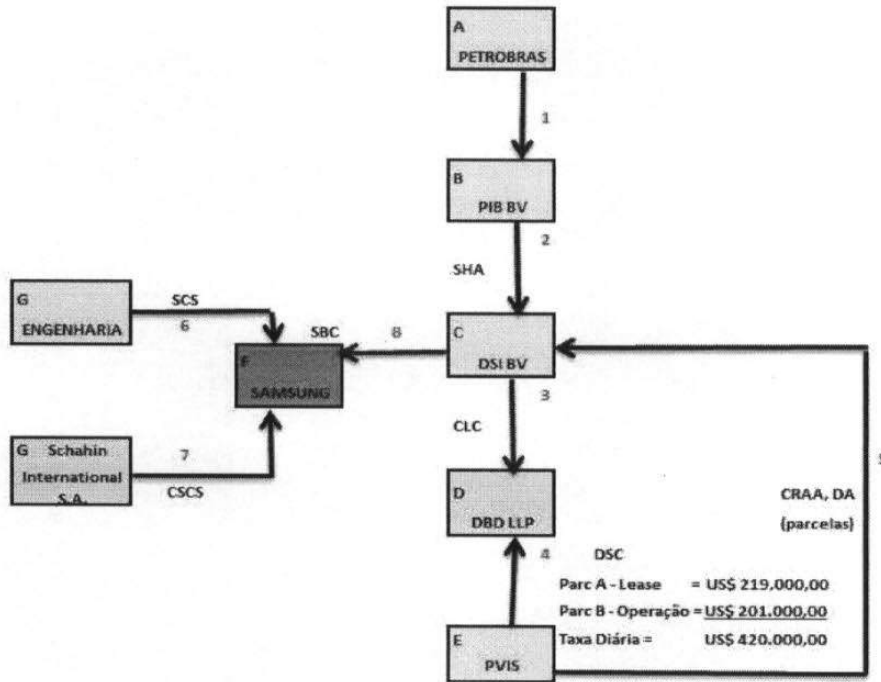 A
PETROBRAS
1
B
PIB BV
2
SHA
G
ENGENHARIA
SCS
6
SBC
8
C
DSI BV
F
SAMSUNG
3
CLC
G Schahin
International
S.A.
7
CSCS
D
DBD LLP
CRAA, DA
(parcelas)
5
4
DSC
Parc A - Lease = US$ 219,000,00
Parc B - Operação = US$ 201.000,00
Taxa Diária = US$ 420.000,00
E
PVIS